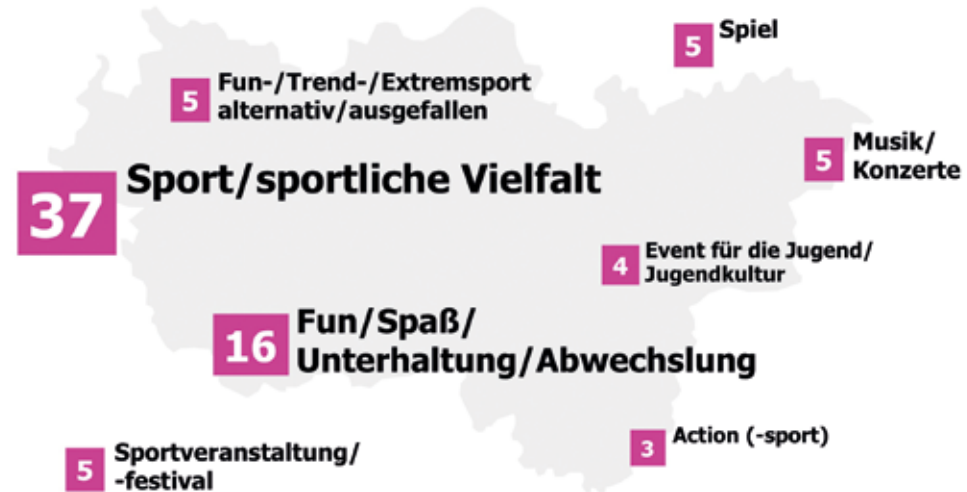 5 Spiel
5 Fun-/Trend-/Extremsport
alternativ/ausgefallen
5 Musik/
Konzerte
37 Sport/sportliche Vielfalt
4 Event für die Jugend/
Jugendkultur
16 Fun/Spaß/
Unterhaltung/Abwechslung
3 Action (-sport)
5 Sportveranstaltung/
-festival